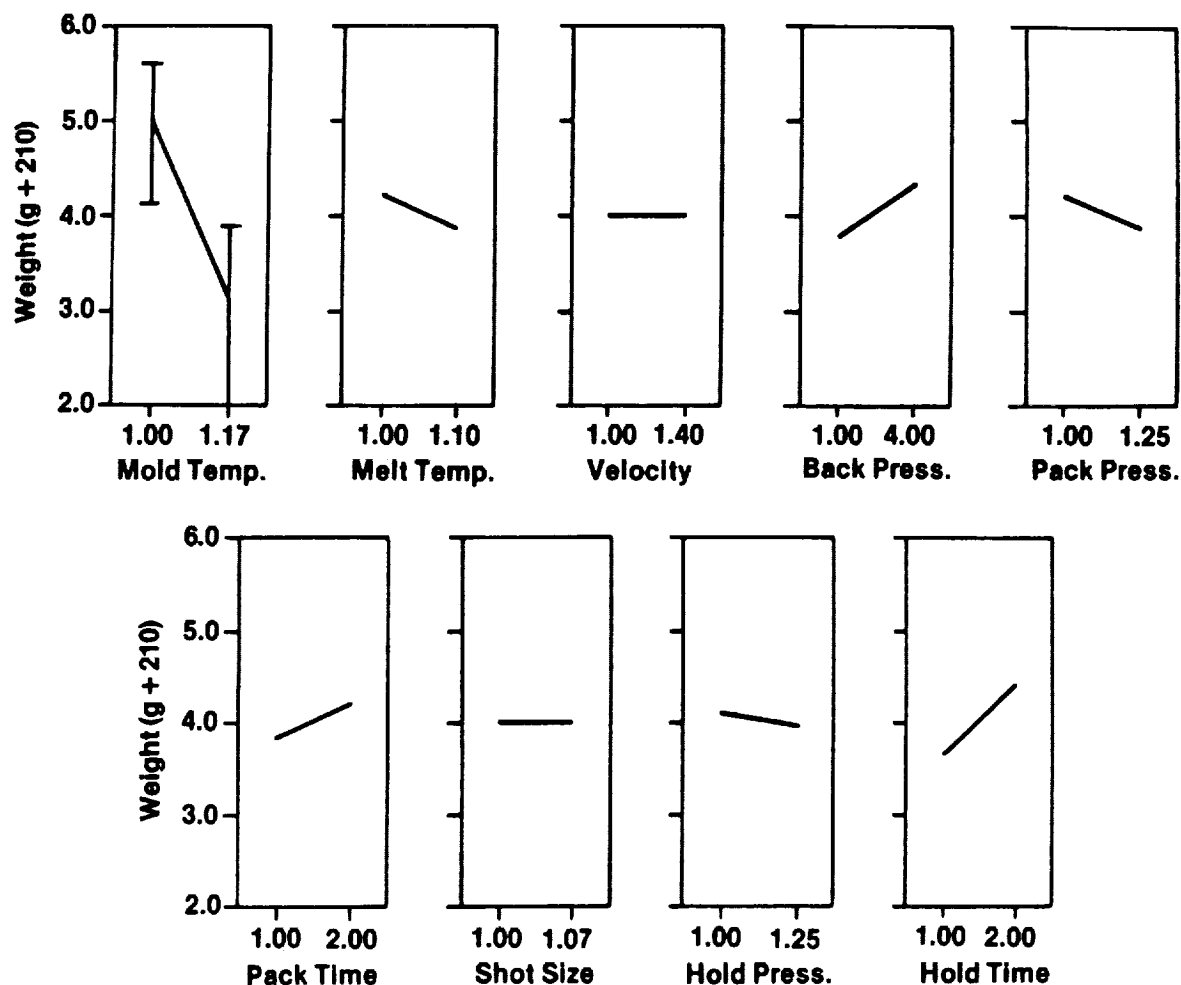 6.0
5.0
4.0
3.0
2.0
Weight (g + 210)
1.00 1.17
Mold Temp.
1.00 1.10
Melt Temp.
1.00 1.40
Velocity
1.00 4.00
Back Press.
1.00 1.25
Pack Press.
6.0
5.0
4.0
3.0
2.0
Weight (g + 210)
1.00 2.00
Pack Time
1.00 1.07
Shot Size
1.00 1.25
Hold Press.
1.00 2.00
Hold Time